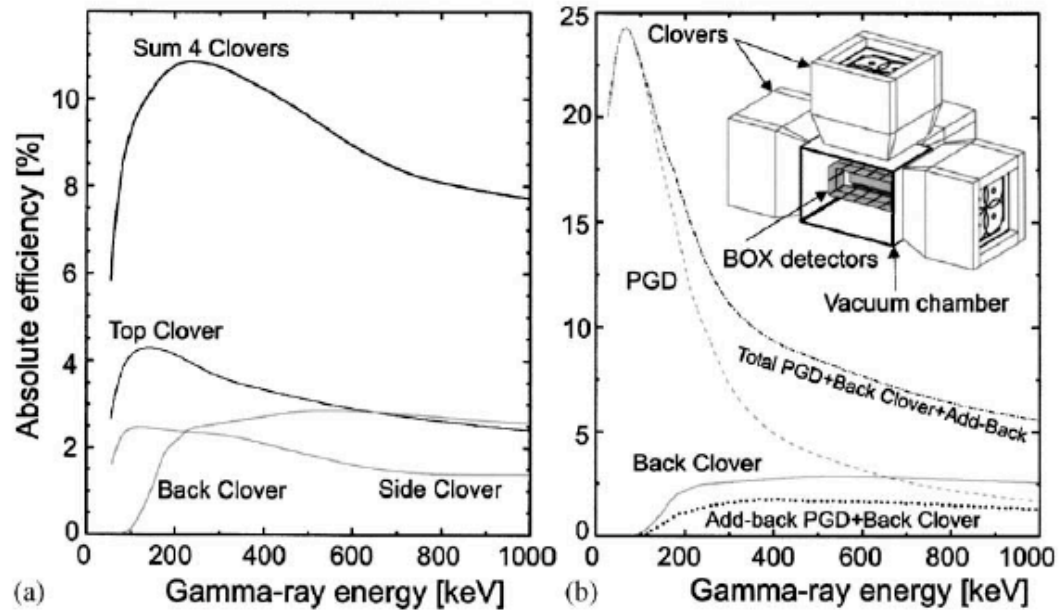 Absolute efficiency [%]
10
8
6
4
2
0
Sum 4 Clovers
Top Clover
Back Clover
Side Clover
0 200 400 600 800 1000
Gamma-ray energy [keV]
(a)
25
20
15
10
5
0
Clovers
BOX detectors
Vacuum chamber
PGD
Total PGD+Back Clover+Add-Back
Back Clover
Add-back PGD+Back Clover
0 200 400 600 800 1000
Gamma-ray energy [keV]
(b)